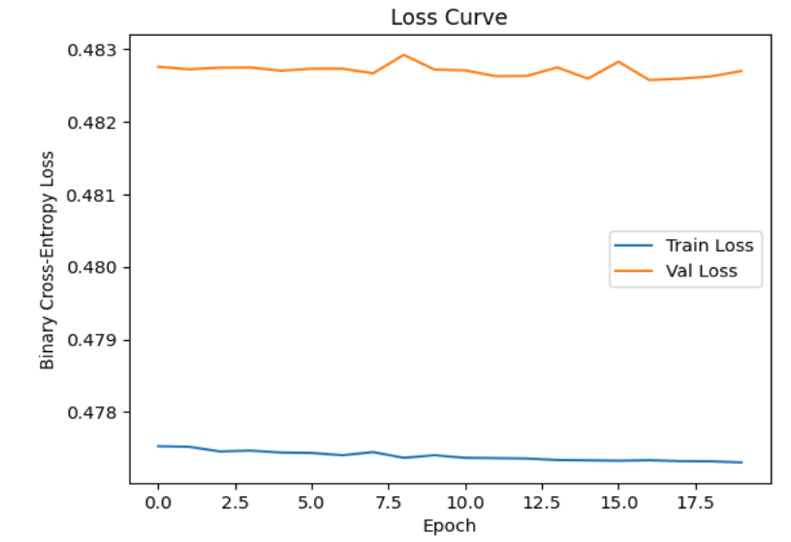 Loss Curve
0.483
0.482
0.481
0.480
0.479
0.478
Binary Cross-Entropy Loss
Train Loss
Val Loss
0.0 2.5 5.0 7.5 10.0 12.5 15.0 17.5
Epoch